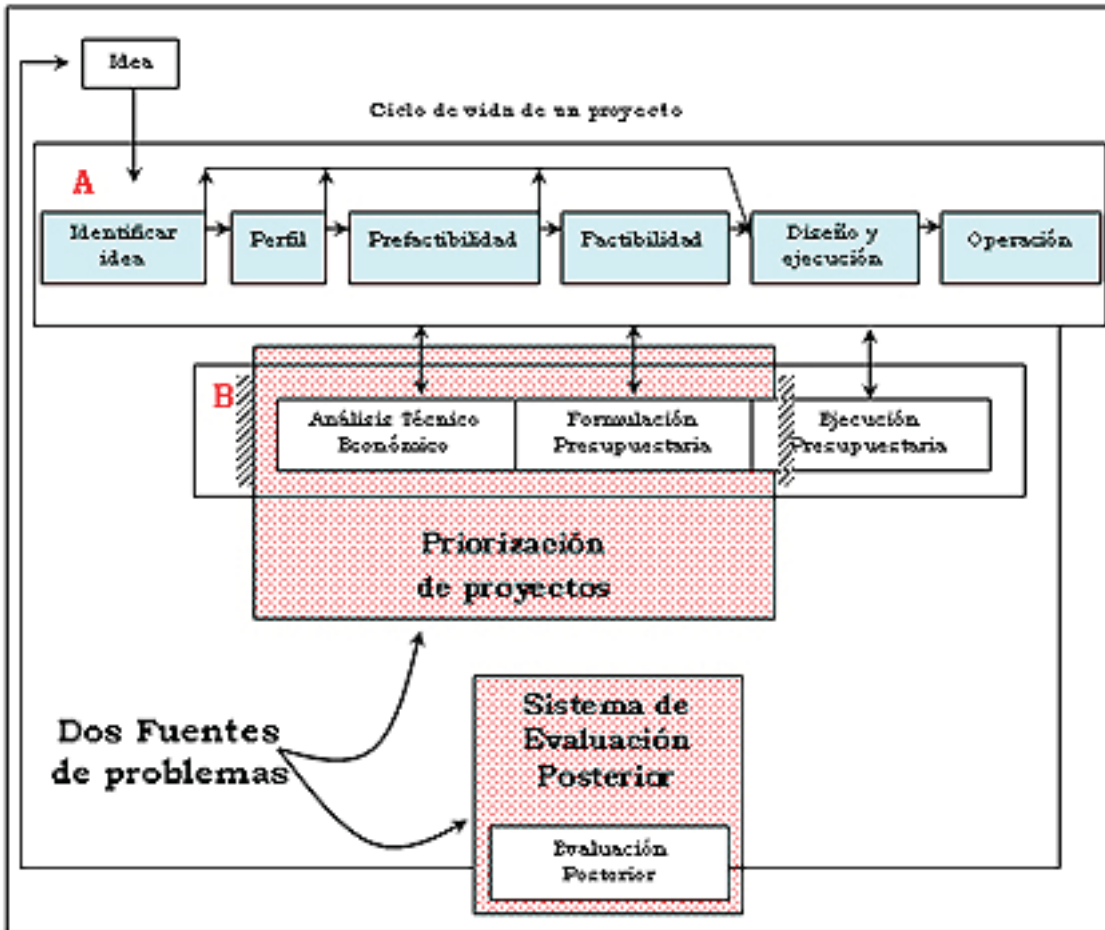 Idea
Ciclo de vida de un proyecto
A
Identificar
idea
Perfil
Prefactibilidad
Factibilidad
Diseño y
ejecución
Operación
B
Análisis Técnico
Económico
Formulación
Presupuestaria
Ejecución
Presupuestaria
Priorización
de proyectos
Dos Fuentes
de problemas
Sistema de
Evaluación
Posterior
Evaluación
Posterior